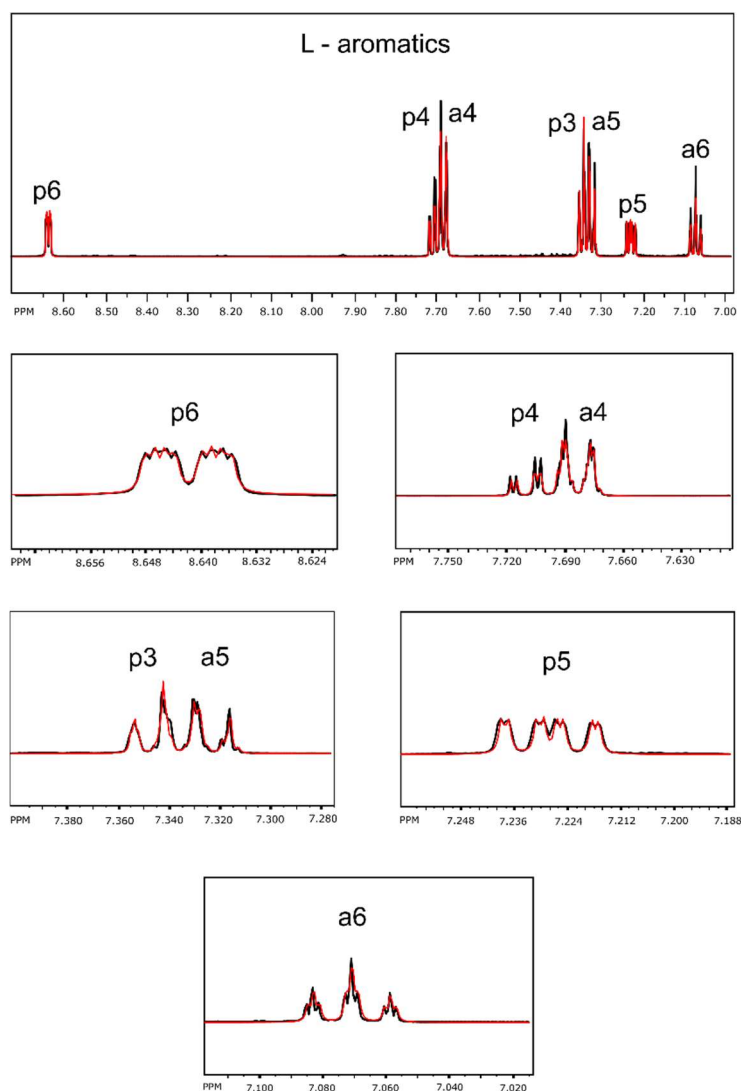 L - aromatics
p4 a4 p3 a5
p6 p5 a6
PPM 8.60 8.50 8.40 8.30 8.20 8.10 8.00 7.90 7.80 7.70 7.60 7.50 7.40 7.30 7.20 7.10 7.00
p6
PPM 8.656 8.648 8.640 8.632 8.624
p4 a4
PPM 7.750 7.720 7.690 7.660 7.630
p3 a5
PPM 7.380 7.360 7.340 7.320 7.300 7.280
p5
PPM 7.248 7.236 7.224 7.212 7.200 7.188
a6
PPM 7.100 7.080 7.060 7.040 7.020